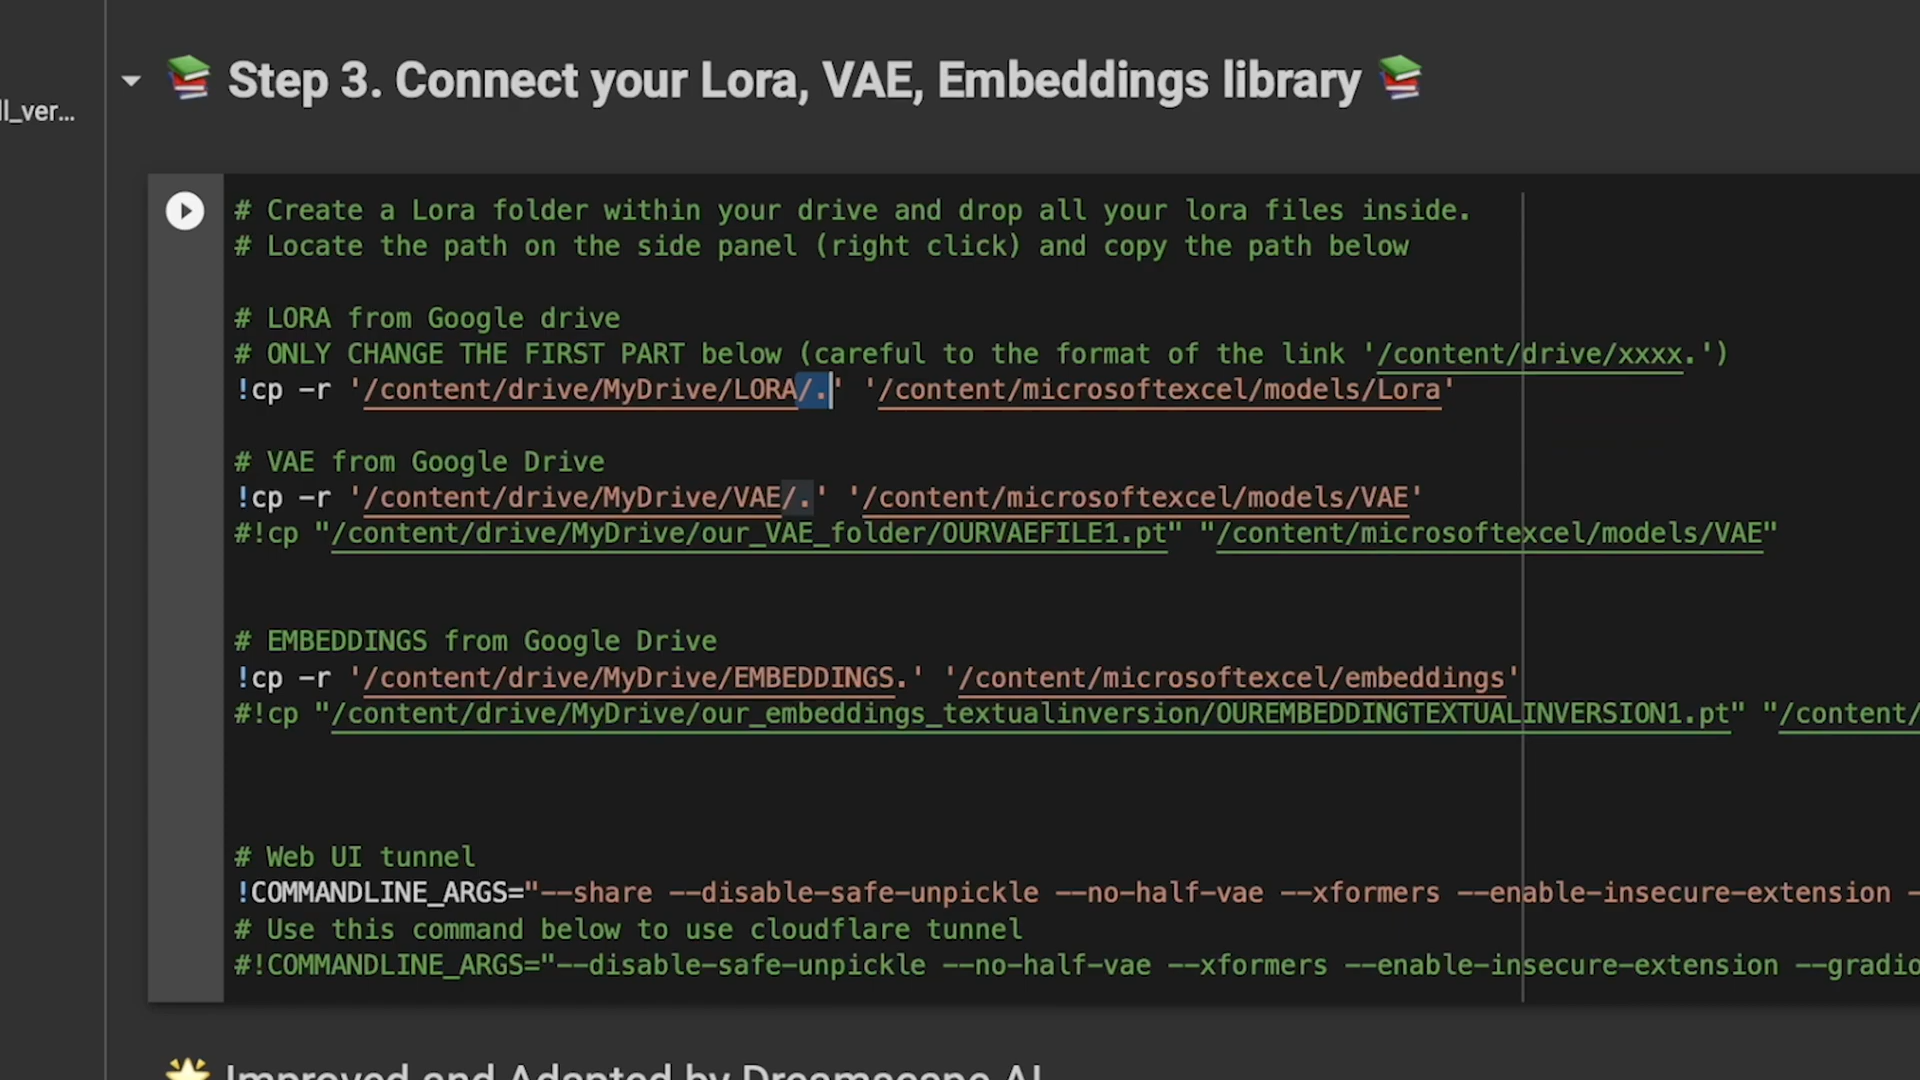 ll_ver...
Step 3. Connect your Lora, VAE, Embeddings library
# Create a Lora folder within your drive and drop all your lora files inside.
# Locate the path on the side panel (right click) and copy the path below
# LORA from Google drive
# ONLY CHANGE THE FIRST PART below (careful to the format of the link '/content/drive/xxxx.')
!cp -r '/content/drive/MyDrive/LORA/.' '/content/microsoftexcel/models/Lora'
# VAE from Google Drive
!cp -r '/content/drive/MyDrive/VAE/.' '/content/microsoftexcel/models/VAE'
#!cp "/content/drive/MyDrive/our_VAE_folder/OURVAEFILE1.pt" "/content/microsoftexcel/models/VAE"
# EMBEDDINGS from Google Drive
!cp -r '/content/drive/MyDrive/EMBEDDINGS.' '/content/microsoftexcel/embeddings'
#!cp "/content/drive/MyDrive/our_embeddings_textualinversion/OUREMBEDDINGTEXTUALINVERSION1.pt" "/content/
# Web UI tunnel
!COMMANDLINE_ARGS="--share --disable-safe-unpickle --no-half-vae --xformers --enable-insecure-extension -
# Use this command below to use cloudflare tunnel
#!COMMANDLINE_ARGS="--disable-safe-unpickle --no-half-vae --xformers --enable-insecure-extension --gradio
Improved and Adapted by Dreamscape AI